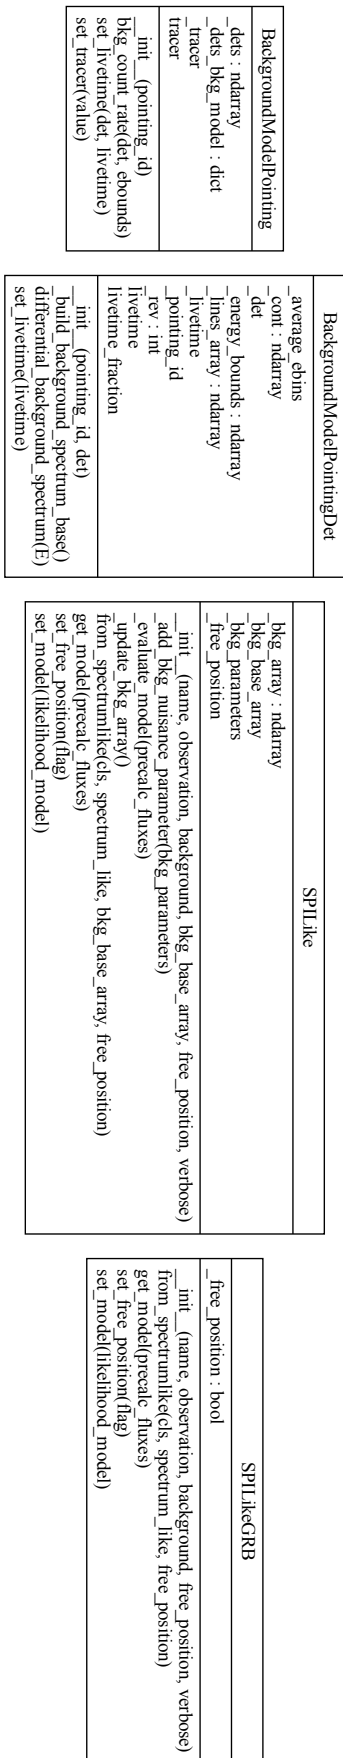 BackgroundModelPointing
_dets : ndarray
_dets_bkg_model : dict
_tracer
tracer
__init__(pointing_id)
bkg_count_rate(det, ebounds)
set_livetime(det, livetime)
set_tracer(value)
BackgroundModelPointingDet
_average_ebins
_cont : ndarray
_det
_energy_bounds : ndarray
_lines_array : ndarray
_livetime
_pointing_id
_rev : int
livetime
livetime_fraction
__init__(pointing_id, det)
_build_background_spectrum_base()
differential_background_spectrum(E)
set_livetime(livetime)
SPILike
_bkg_array : ndarray
_bkg_base_array
_bkg_parameters
_free_position
__init__(name, observation, background, bkg_base_array, free_position, verbose)
_add_bkg_nuisance_parameter(bkg_parameters)
_evaluate_model(precalc_fluxes)
_update_bkg_array()
from_spectrumlike(cls, spectrum_like, bkg_base_array, free_position)
get_model(precalc_fluxes)
set_free_position(flag)
set_model(likelihood_model)
SPILikeGRB
_free_position : bool
__init__(name, observation, background, free_position, verbose)
from_spectrumlike(cls, spectrum_like, free_position)
get_model(precalc_fluxes)
set_free_position(flag)
set_model(likelihood_model)